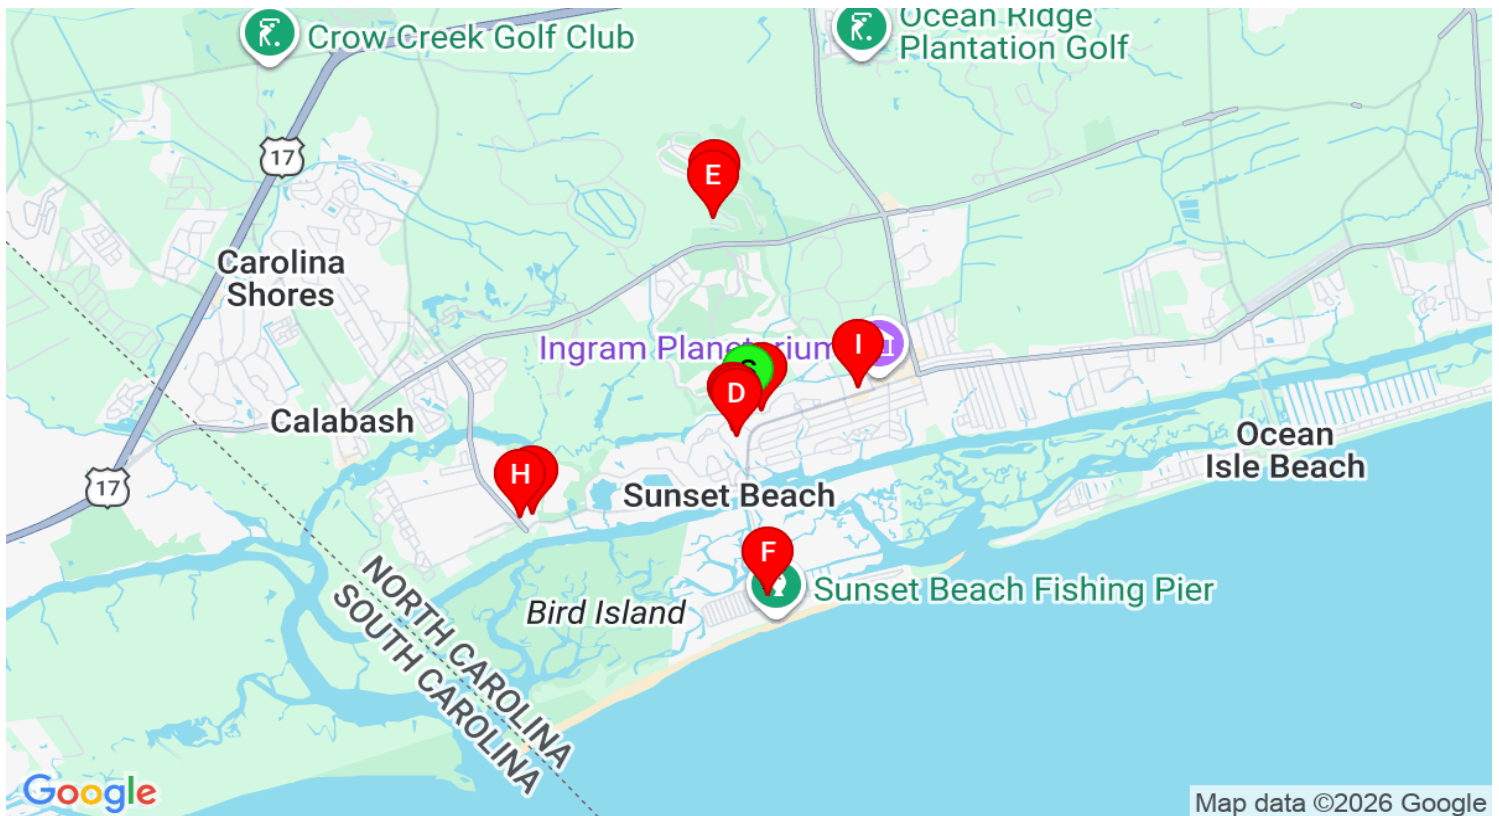 Crow Creek Golf Club
Ocean Ridge
Plantation Golf
17
E
Carolina
Shores
Ingram Planetarium
I
D
Calabash
Ocean
Isle Beach
17
H
Sunset Beach
F
NORTH CAROLINA
SOUTH CAROLINA
Bird Island
Sunset Beach Fishing Pier
Google
Map data ©2026 Google